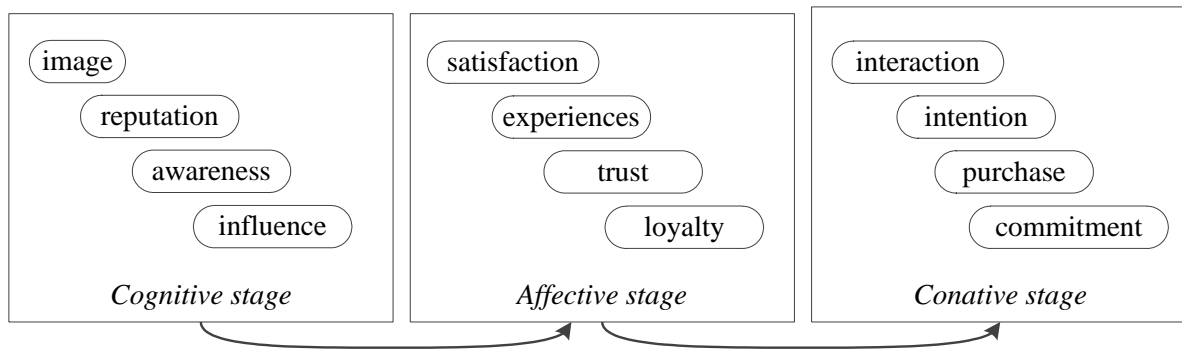 image
reputation
awareness
influence
Cognitive stage
satisfaction
experiences
trust
loyalty
Affective stage
interaction
intention
purchase
commitment
Conative stage